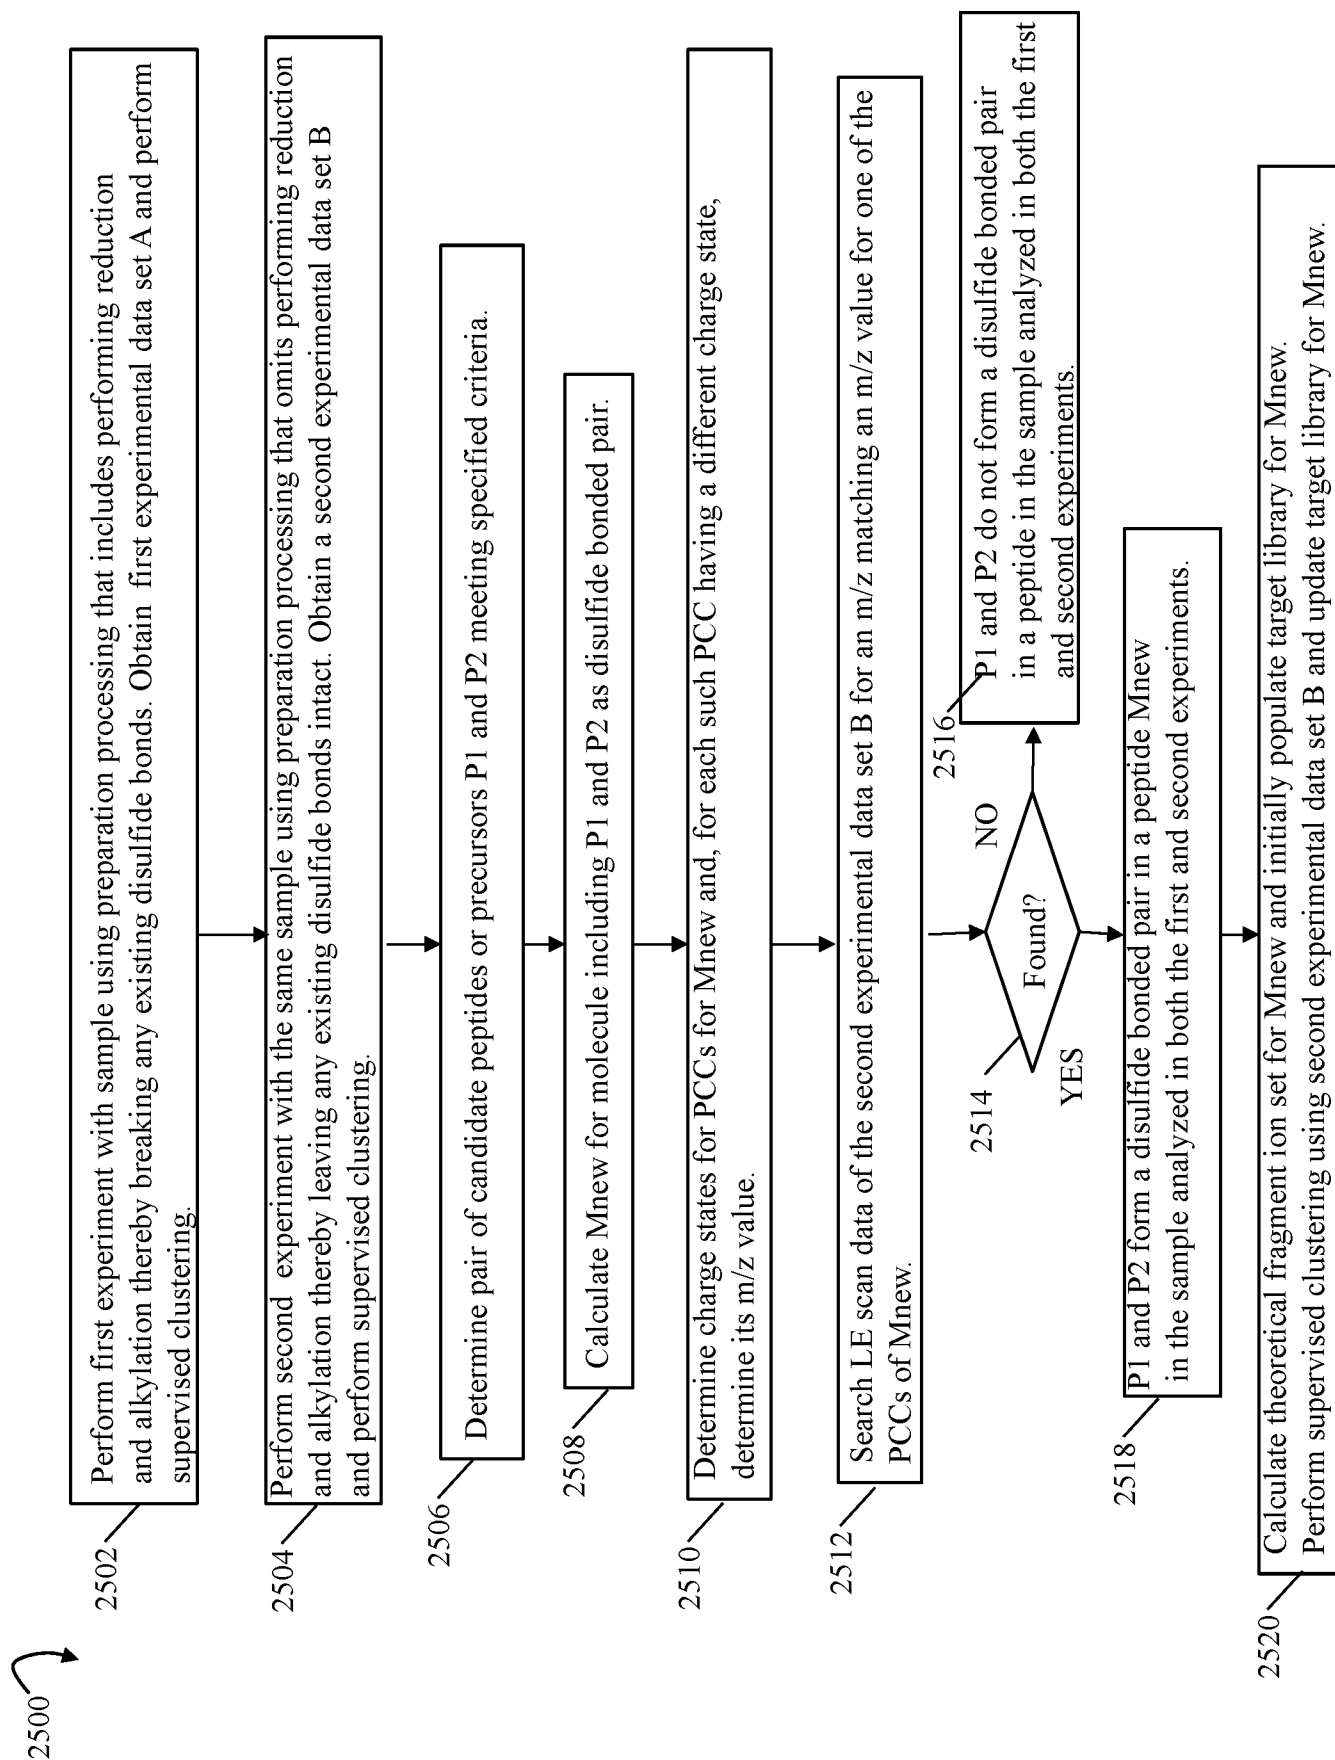 2500
2502
Perform first experiment with sample using preparation processing that includes performing reduction
and alkylation thereby breaking any existing disulfide bonds. Obtain first experimental data set A and perform
supervised clustering.
2504
Perform second experiment with the same sample using preparation processing that omits performing reduction
and alkylation thereby leaving any existing disulfide bonds intact. Obtain a second experimental data set B
and perform supervised clustering.
2506
Determine pair of candidate peptides or precursors P1 and P2 meeting specified criteria.
2508
Calculate Mnew for molecule including P1 and P2 as disulfide bonded pair.
2510
Determine charge states for PCCs for Mnew and, for each such PCC having a different charge state,
determine its m/z value.
2512
Search LE scan data of the second experimental data set B for an m/z matching an m/z value for one of the
PCCs of Mnew.
2514
Found?
YES
NO
2516
P1 and P2 do not form a disulfide bonded pair
in a peptide in the sample analyzed in both the first
and second experiments.
2518
P1 and P2 form a disulfide bonded pair in a peptide Mnew
in the sample analyzed in both the first and second experiments.
2520
Calculate theoretical fragment ion set for Mnew and initially populate target library for Mnew.
Perform supervised clustering using second experimental data set B and update target library for Mnew.